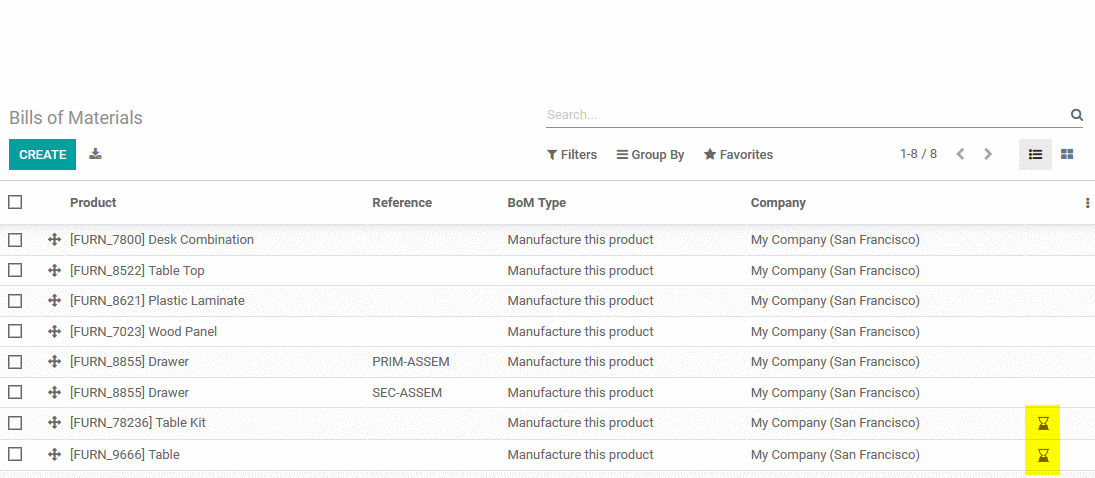 Bills of Materials
Search...
CREATE
Filters Group By Favorites 1-8 / 8
Product Reference BoM Type Company
[FURN_7800] Desk Combination Manufacture this product My Company (San Francisco)
[FURN_8522] Table Top Manufacture this product My Company (San Francisco)
[FURN_8621] Plastic Laminate Manufacture this product My Company (San Francisco)
[FURN_7023] Wood Panel Manufacture this product My Company (San Francisco)
[FURN_8855] Drawer PRIM-ASSEM Manufacture this product My Company (San Francisco)
[FURN_8855] Drawer SEC-ASSEM Manufacture this product My Company (San Francisco)
[FURN_78236] Table Kit Manufacture this product My Company (San Francisco)
[FURN_9666] Table Manufacture this product My Company (San Francisco)